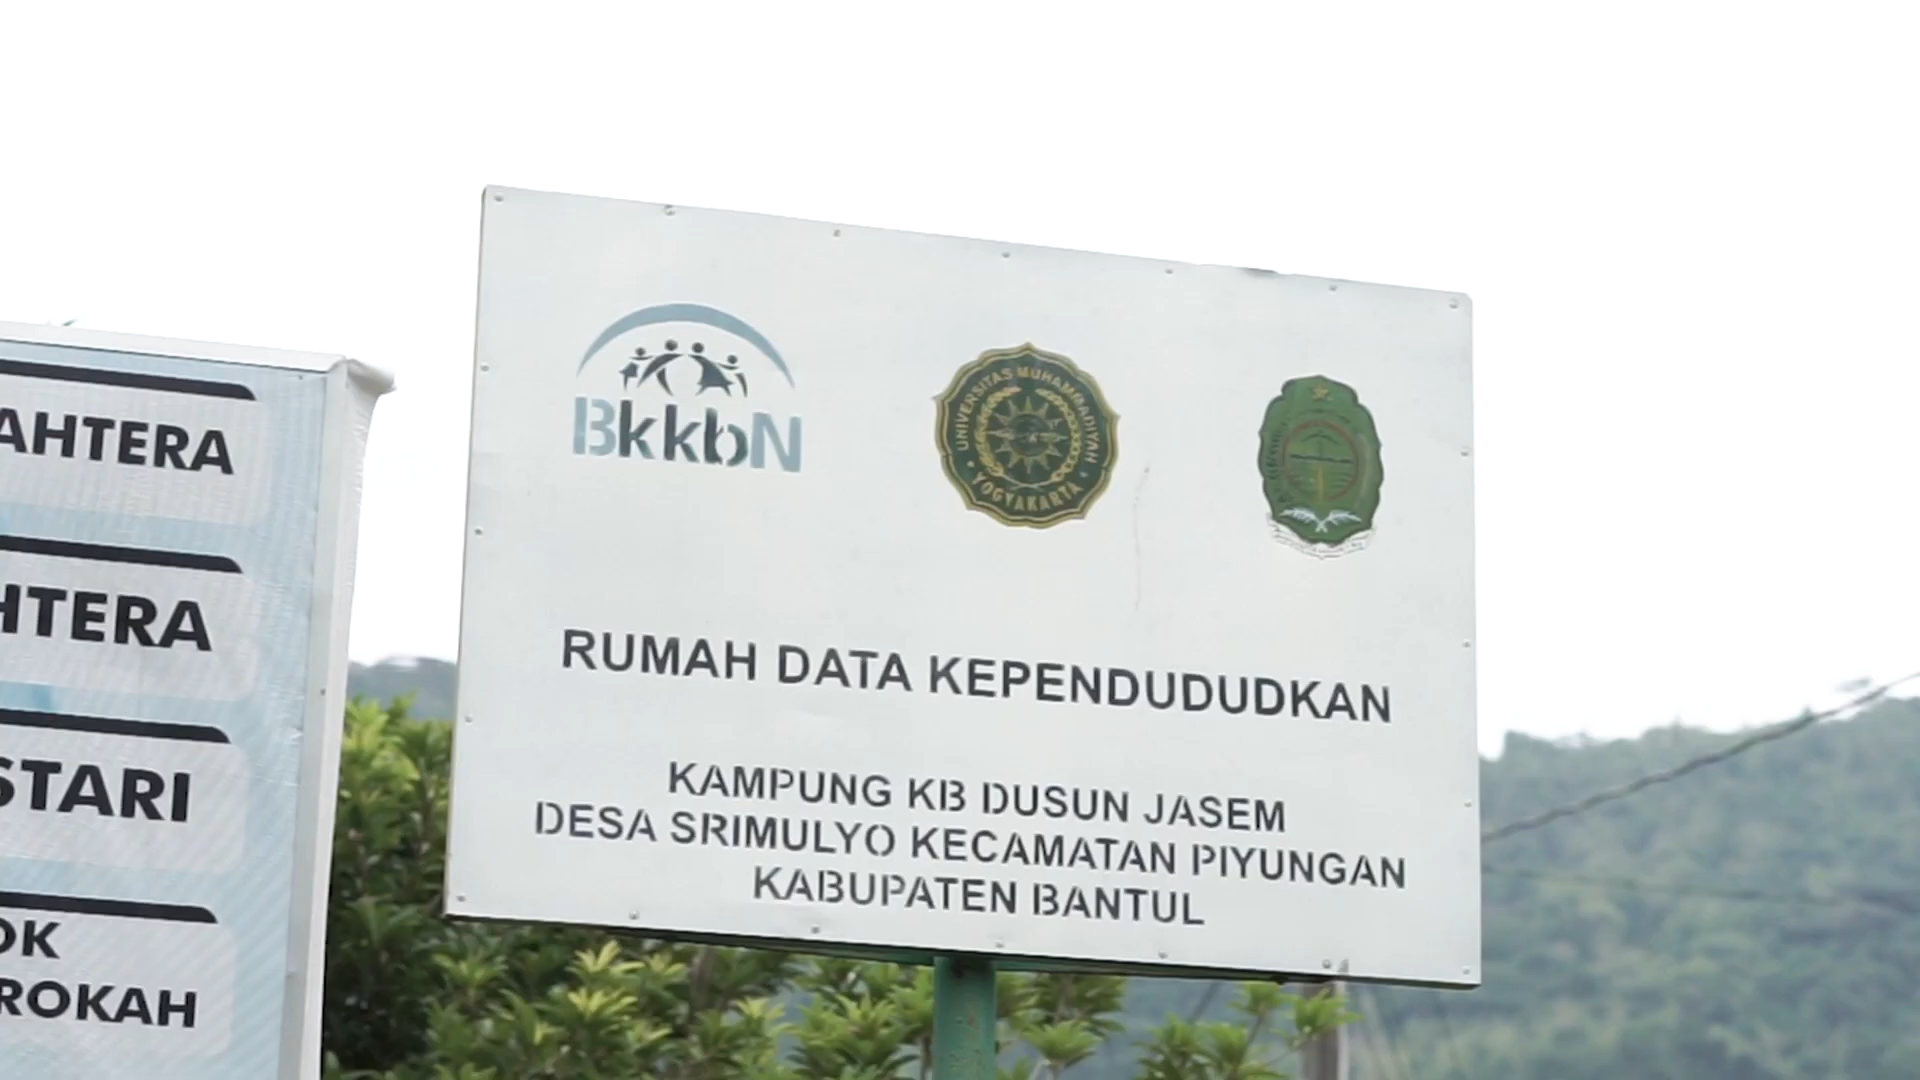 AHTERA
HTERA
STARI
OK
ROKAH
BkkbN
UNIVERSITAS MUHAMMADIYAH
YOGYAKARTA
RUMAH DATA KEPENDUDUDKAN
KAMPUNG KB DUSUN JASEM
DESA SRIMULYO KECAMATAN PIYUNGAN
KABUPATEN BANTUL